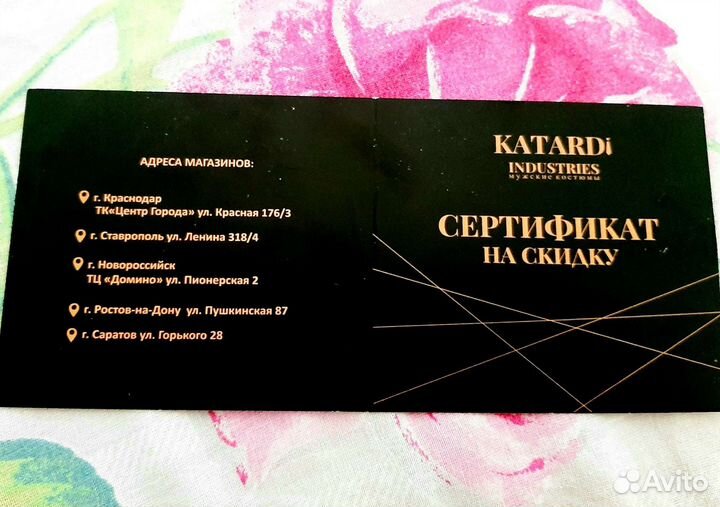 АДРЕСА МАГАЗИНОВ:
г. Краснодар
ТК«Центр Города» ул. Красная 176/3
г. Ставрополь ул. Ленина 318/4
г. Новороссийск
ТЦ «Домино» ул. Пионерская 2
г. Ростов-на-Дону ул. Пушкинская 87
г. Саратов ул. Горького 28
KATARDi
INDUSTRIES
мужские костюмы
СЕРТИФИКАТ
НА СКИДКУ
Avito